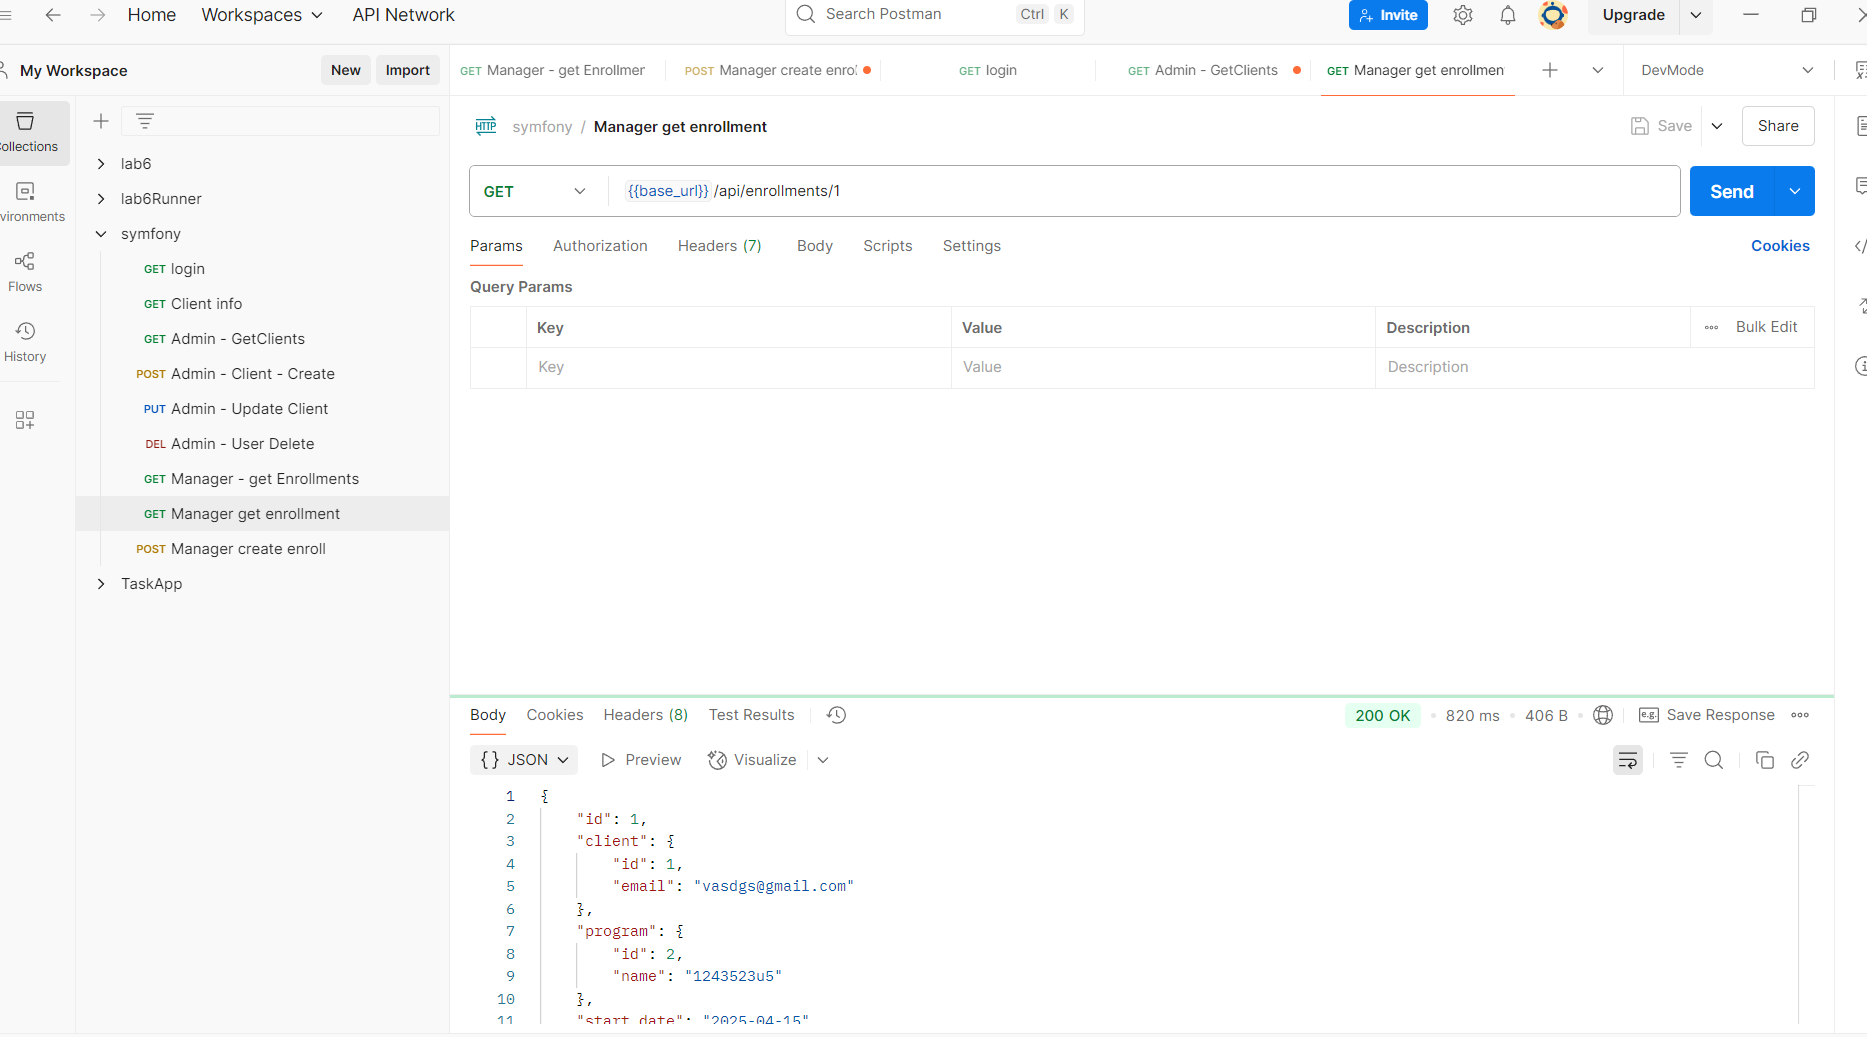 Home Workspaces API Network Search Postman Ctrl K Invite Upgrade
My Workspace New Import GET Manager - get Enrollmer POST Manager create enrol GET login GET Admin - GetClients GET Manager get enrollmen DevMode
ollections
symfony / Manager get enrollment Save Share
lab6
lab6Runner
symfony
GET login
GET Client info
GET Admin - GetClients
POST Admin - Client - Create
PUT Admin - Update Client
DEL Admin - User Delete
GET Manager - get Enrollments
GET Manager get enrollment
POST Manager create enroll
TaskApp
vironments
Flows
History
GET {{base_url}} /api/enrollments/1 Send
Params Authorization Headers (7) Body Scripts Settings Cookies
Query Params
Key Value Description Bulk Edit
Key Value Description
Body Cookies Headers (8) Test Results 200 OK 820 ms 406 B e.g. Save Response
{} JSON Preview Visualize
1 {
2 "id": 1,
3 "client": {
4 "id": 1,
5 "email": "vasdgs@gmail.com"
6 },
7 "program": {
8 "id": 2,
9 "name": "1243523u5"
10 },
11 "start_date": "2025-04-15"